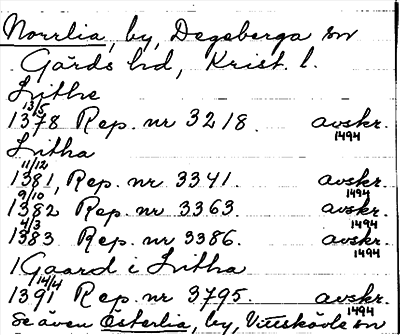 Norrlia, by, Degeberga sn
Gärds hd, Krist. l.
Lithe
13/5
1378 Rep. nr 3218. avskr.
1494
Litha
11/12
1381, Rep. nr 3341. avskr.
1494
9/10
1382 Rep. nr 3363. avskr.
1494
4/3
1383 Rep. nr 3386. avskr.
1494
1 Gaard i Litha
14/4
1391 Rep. nr 3795. avskr.
1494
Se även Österlia, by, Vittskövle sn